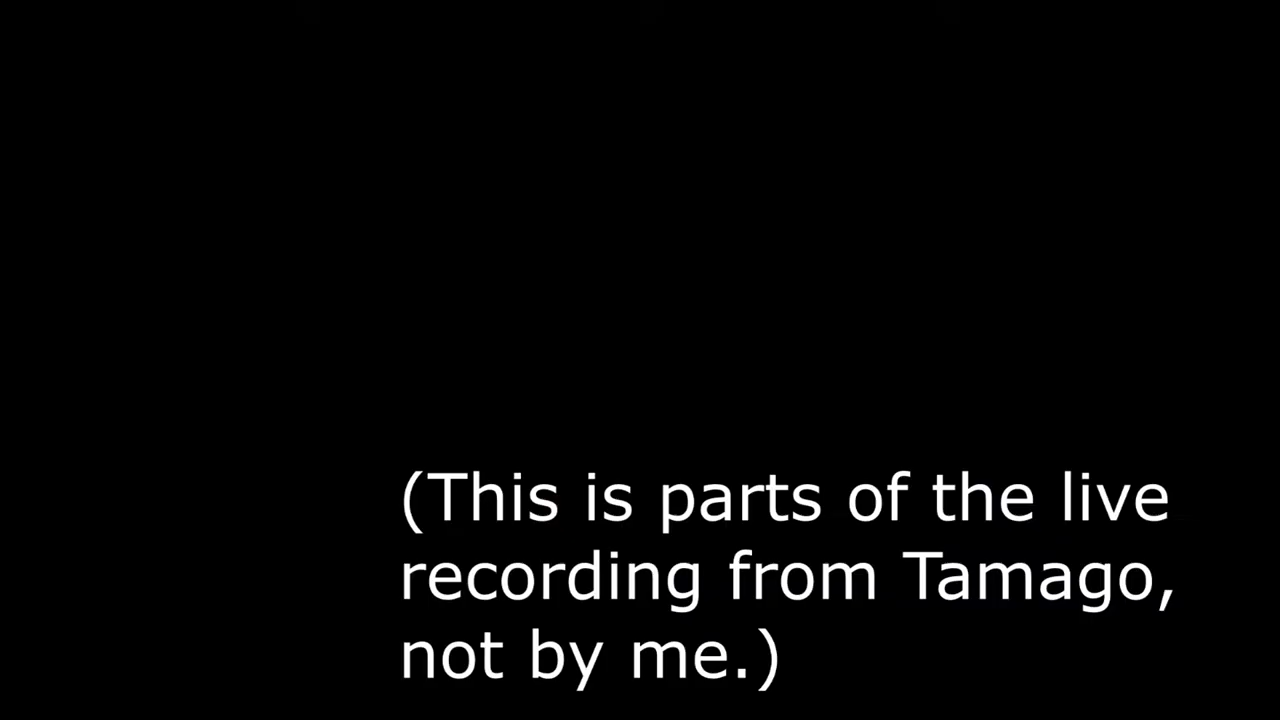 (This is parts of the live
recording from Tamago,
not by me.)